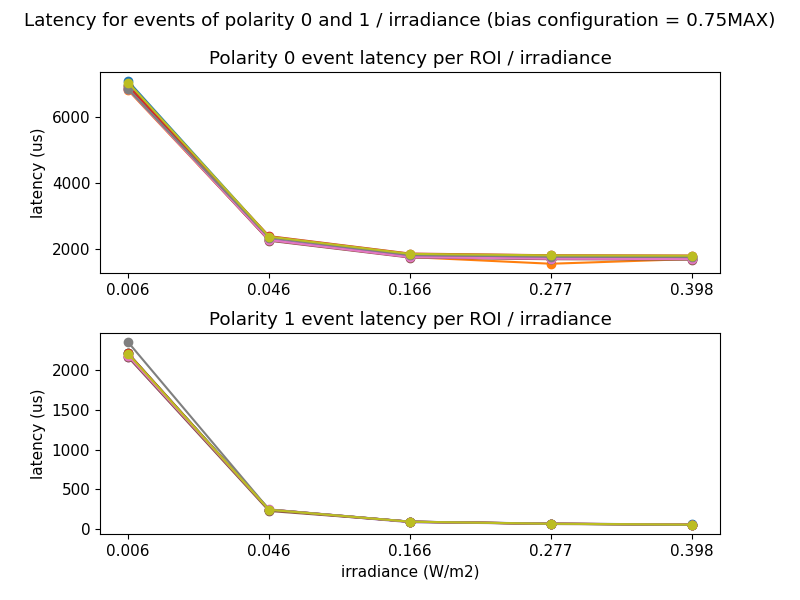 Latency for events of polarity 0 and 1 / irradiance (bias configuration = 0.75MAX)
Polarity 0 event latency per ROI / irradiance
6000
4000
2000
latency (us)
0.006 0.046 0.166 0.277 0.398
Polarity 1 event latency per ROI / irradiance
2000
1500
1000
500
0
latency (us)
0.006 0.046 0.166 0.277 0.398
irradiance (W/m2)